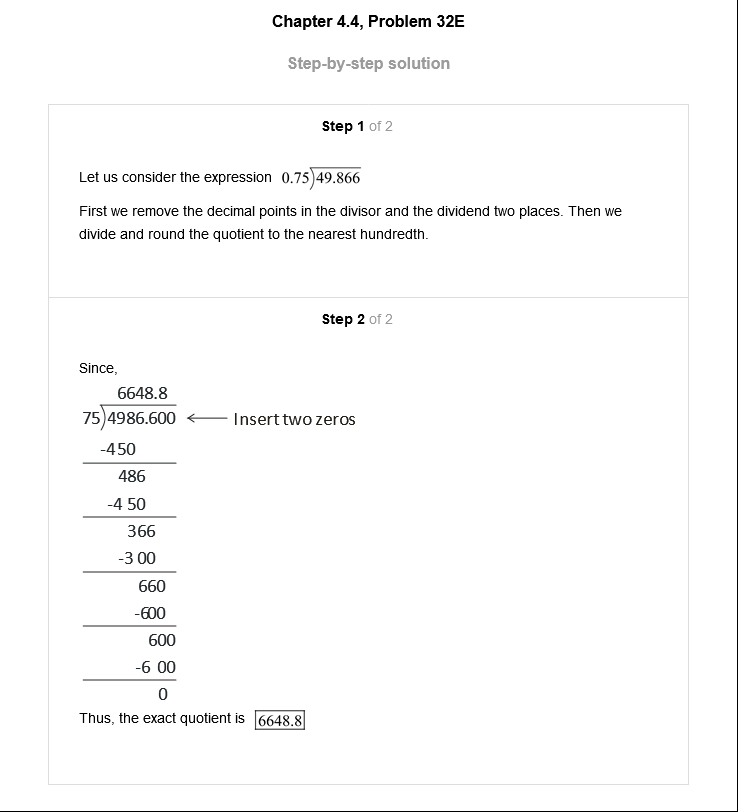 Chapter 4.4, Problem 32E
Step-by-step solution
Step 1 of 2
Let us consider the expression 0.75)49.866
First we remove the decimal points in the divisor and the dividend two places. Then we
divide and round the quotient to the nearest hundredth.
Step 2 of 2
Since,
6648.8
75)4986.600 ← Insert two zeros
-450
486
-4 50
366
-3 00
660
-600
600
-6 00
0
Thus, the exact quotient is 6648.8